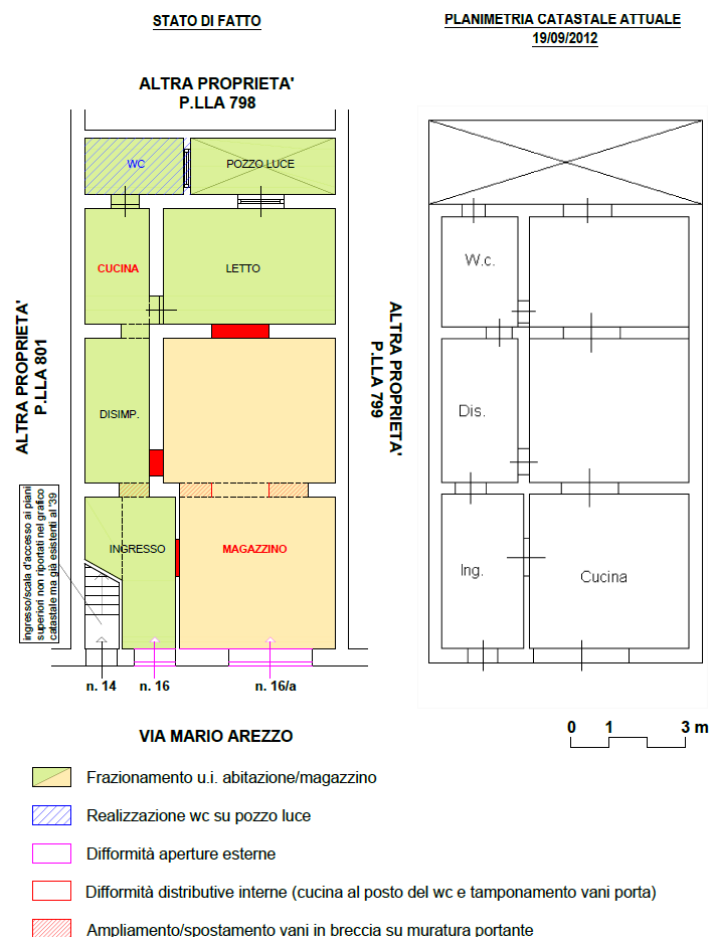 STATO DI FATTO
PLANIMETRIA CATASTALE ATTUALE
19/09/2012
ALTRA PROPRIETA'
P.LLA 798
WC
POZZO LUCE
CUCINA
LETTO
W.c.
ALTRA PROPRIETA'
P.LLA 801
ALTRA PROPRIETA'
P.LLA 799
DISIMP.
Dis.
ingresso/scala d'accesso ai piani
superiori non riportati nel grafico
catastale ma già esistenti al '39
INGRESSO
MAGAZZINO
Ing.
Cucina
n. 14
n. 16
n. 16/a
VIA MARIO AREZZO
0 1 3 m
Frazionamento u.i. abitazione/magazzino
Realizzazione wc su pozzo luce
Difformità aperture esterne
Difformità distributive interne (cucina al posto del wc e tamponamento vani porta)
Ampliamento/spostamento vani in breccia su muratura portante